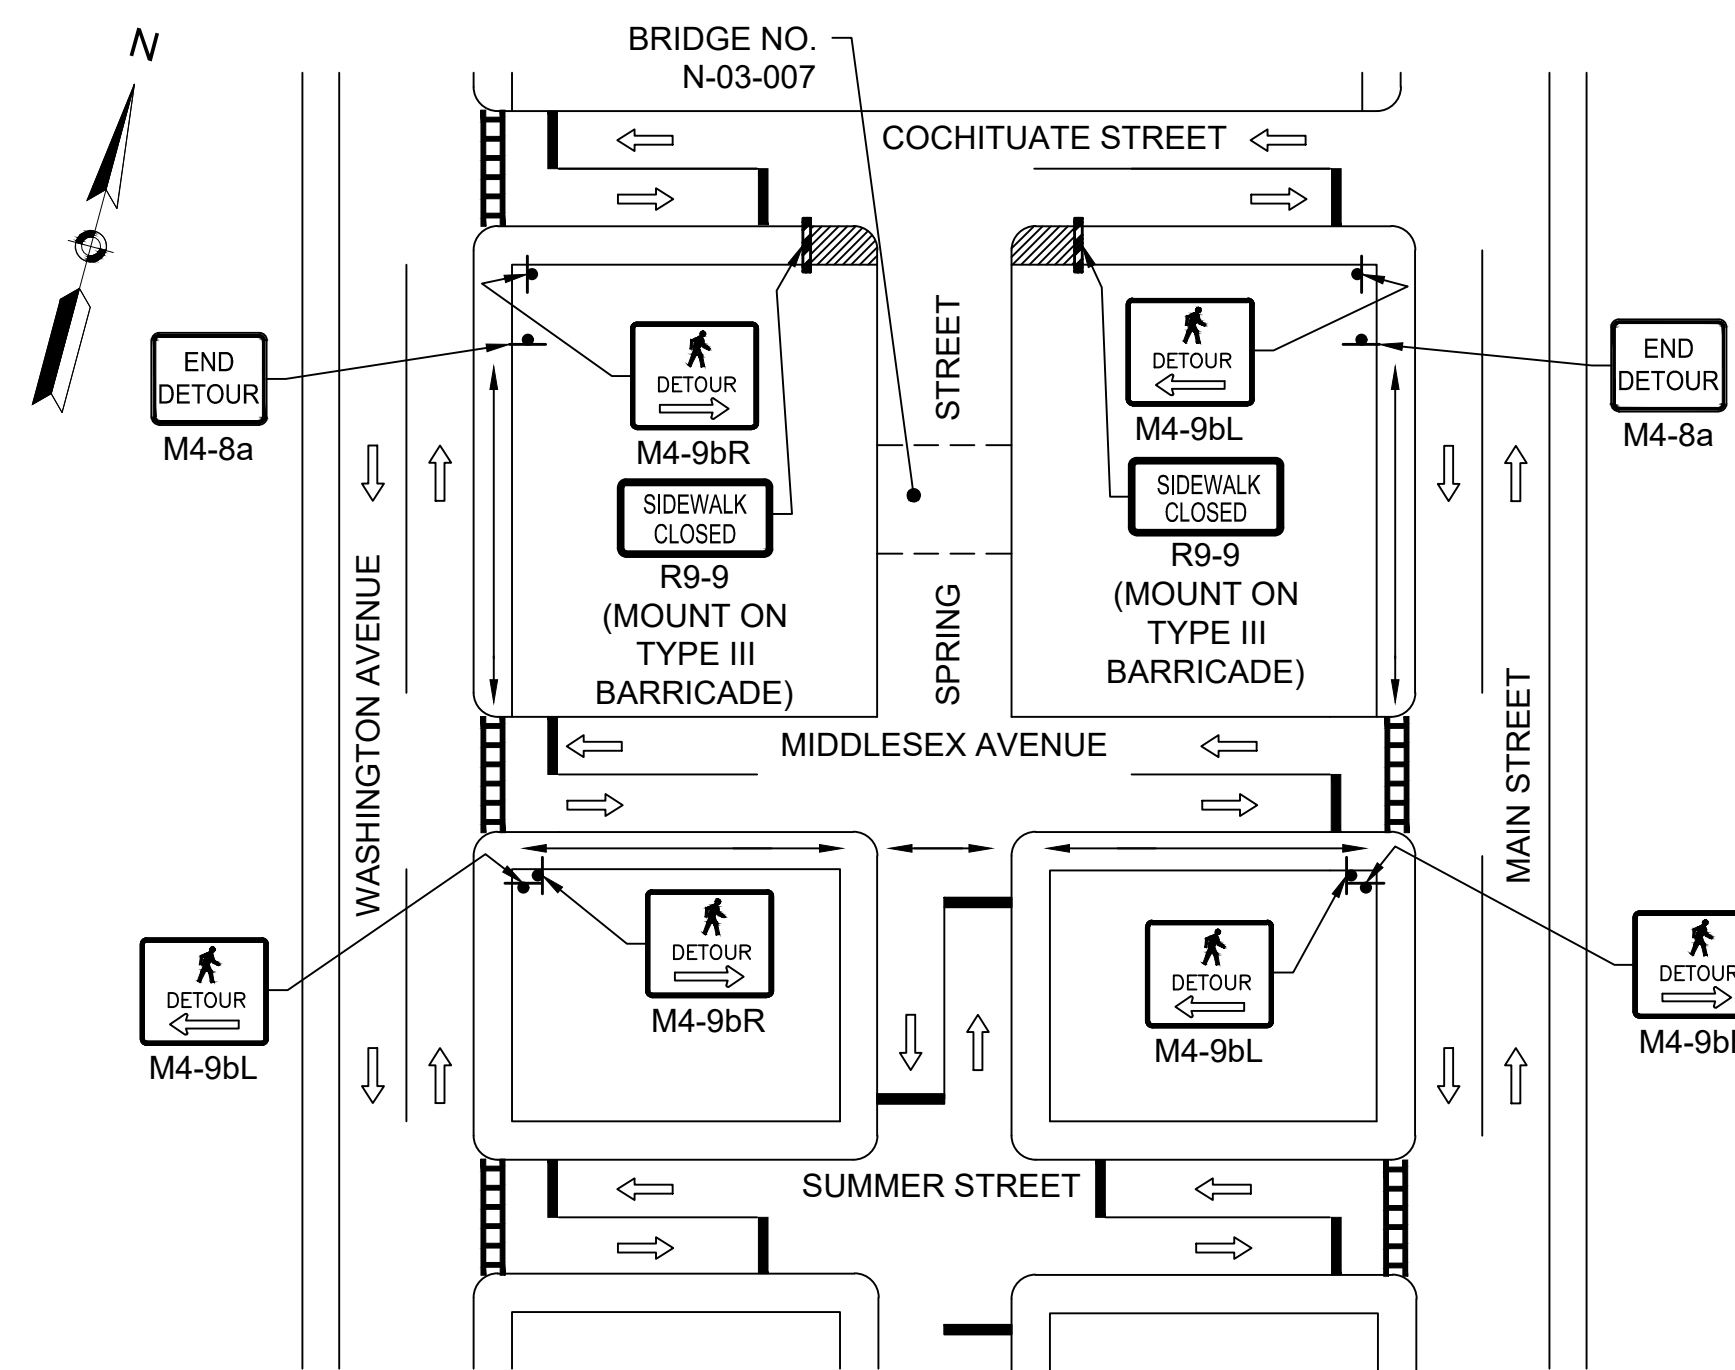 N
BRIDGE NO.
N-03-007
COCHITUATE STREET
END
DETOUR
M4-8a
DETOUR
M4-9bR
SIDEWALK
CLOSED
R9-9
(MOUNT ON
TYPE III
BARRICADE)
SPRING STREET
DETOUR
M4-9bL
SIDEWALK
CLOSED
R9-9
(MOUNT ON
TYPE III
BARRICADE)
END
DETOUR
M4-8a
WASHINGTON AVENUE
MIDDLESEX AVENUE
MAIN STREET
DETOUR
M4-9bL
DETOUR
M4-9bR
DETOUR
M4-9bL
DETOUR
SUMMER STREET